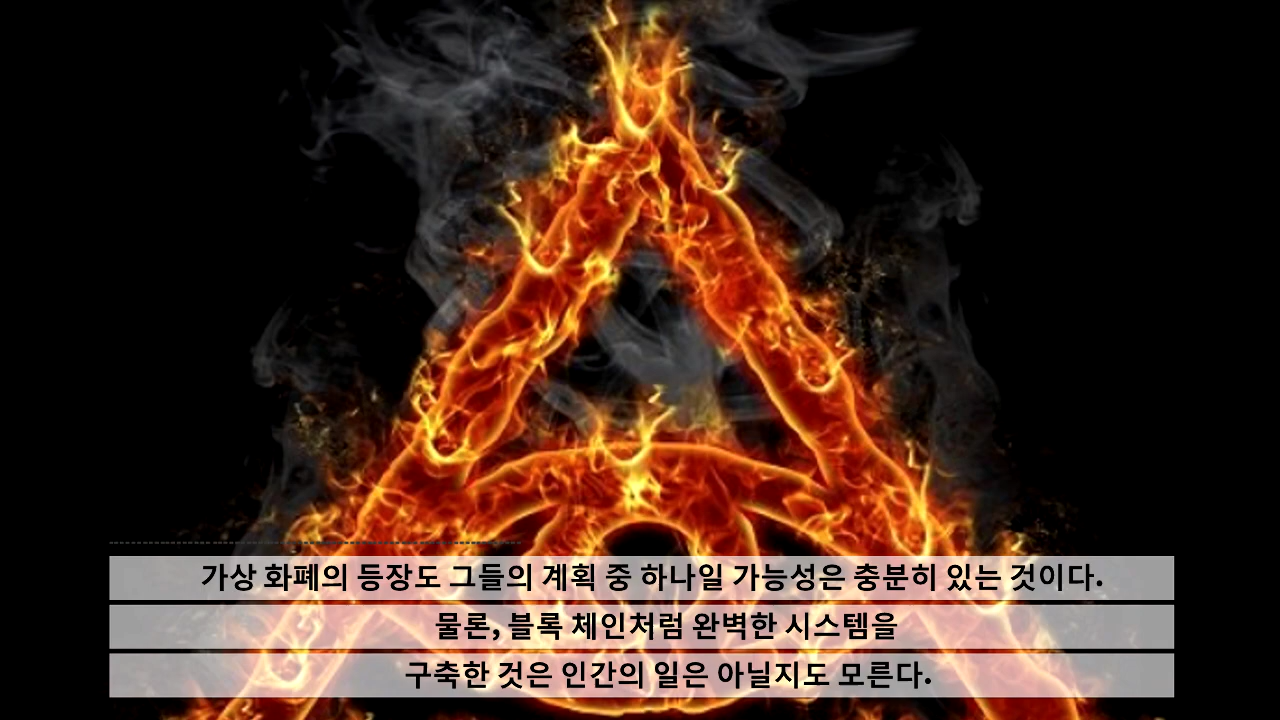 가상 화폐의 등장도 그들의 계획 중 하나일 가능성은 충분히 있는 것이다.
물론, 블록 체인처럼 완벽한 시스템을
구축한 것은 인간의 일은 아닐지도 모른다.